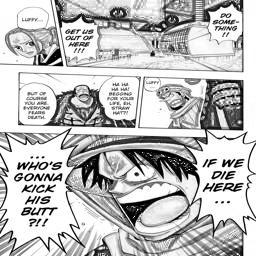 DO
SOME-
THING
!!
GET US
OUT OF
HERE
!!!
LUFFY...
LUFFY
HA HA
HA HA!
BEGGING
FOR YOUR
LIFE, EH,
STRAW
HAT?!
BUT OF
COURSE
YOU ARE.
EVERYONE
FEARS
DEATH.
IF WE
DIE
HERE
...
...
WHO'S
GONNA
KICK
HIS
BUTT
?!!